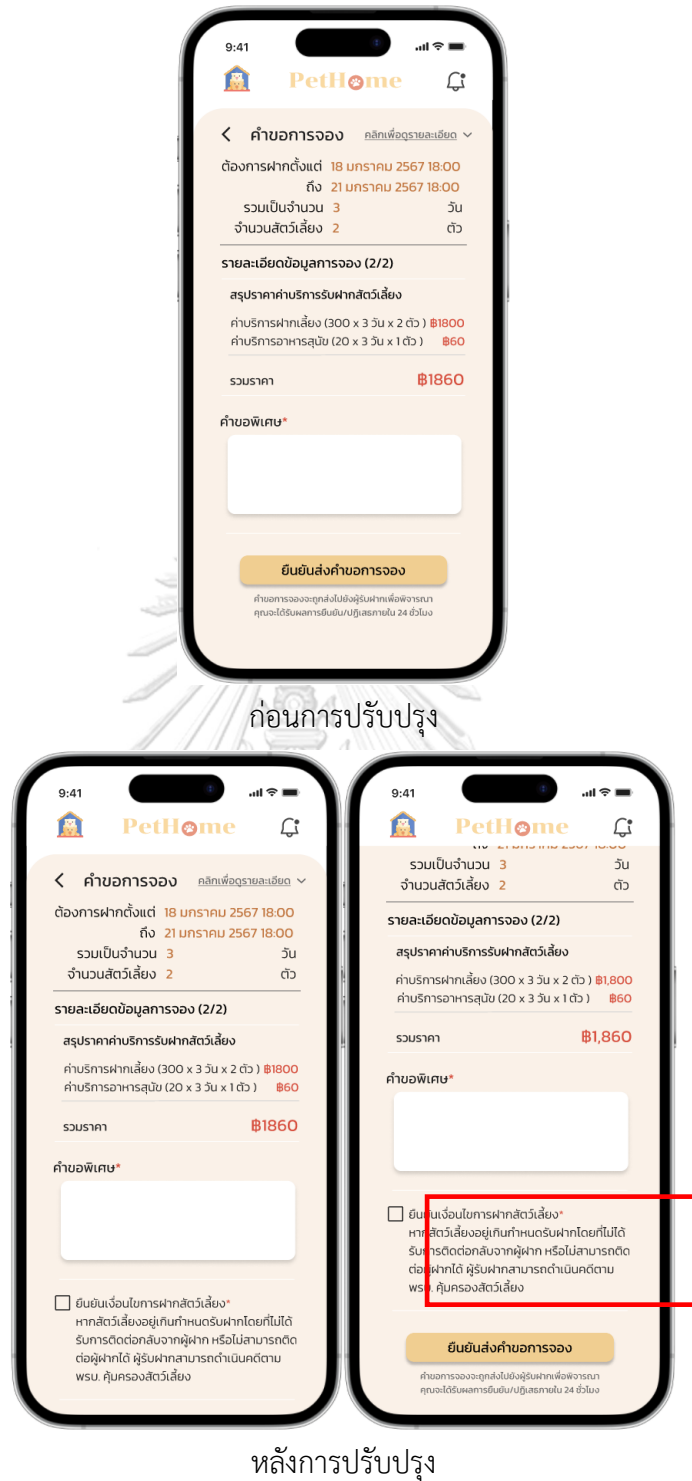 9:41
PetHome
คำขอการจอง คลิกเพื่อดูรายละเอียด
ต้องการฝากตั้งแต่ 18 มกราคม 2567 18:00
ถึง 21 มกราคม 2567 18:00
รวมเป็นจำนวน 3 วัน
จำนวนสัตว์เลี้ยง 2 ตัว
รายละเอียดข้อมูลการจอง (2/2)
สรุปราคาค่าบริการรับฝากสัตว์เลี้ยง
ค่าบริการฝากเลี้ยง (300 x 3 วัน x 2 ตัว ) ฿1800
ค่าบริการอาหารสุนัข (20 x 3 วัน x 1 ตัว ) ฿60
รวมราคา ฿1860
คำขอพิเศษ*
ยืนยันส่งคำขอการจอง
คำขอการจองจะถูกส่งไปยังผู้รับฝากเพื่อพิจารณา
คุณจะได้รับผลการยืนยัน/ปฏิเสธภายใน 24 ชั่วโมง
ก่อนการปรับปรุง
9:41
PetHome
คำขอการจอง คลิกเพื่อดูรายละเอียด
ต้องการฝากตั้งแต่ 18 มกราคม 2567 18:00
ถึง 21 มกราคม 2567 18:00
รวมเป็นจำนวน 3 วัน
จำนวนสัตว์เลี้ยง 2 ตัว
รายละเอียดข้อมูลการจอง (2/2)
สรุปราคาค่าบริการรับฝากสัตว์เลี้ยง
ค่าบริการฝากเลี้ยง (300 x 3 วัน x 2 ตัว ) ฿1800
ค่าบริการอาหารสุนัข (20 x 3 วัน x 1 ตัว ) ฿60
รวมราคา ฿1860
คำขอพิเศษ*
ยืนยันเงื่อนไขการฝากสัตว์เลี้ยง*
หากสัตว์เลี้ยงอยู่เกินกำหนดรับฝากโดยที่ไม่ได้
รับการติดต่อกลับจากผู้ฝาก หรือไม่สามารถติด
ต่อผู้ฝากได้ ผู้รับฝากสามารถดำเนินคดีตาม
พรบ. คุ้มครองสัตว์เลี้ยง
9:41
PetHome
รวมเป็นจำนวน 3 วัน
จำนวนสัตว์เลี้ยง 2 ตัว
รายละเอียดข้อมูลการจอง (2/2)
สรุปราคาค่าบริการรับฝากสัตว์เลี้ยง
ค่าบริการฝากเลี้ยง (300 x 3 วัน x 2 ตัว ) ฿1,800
ค่าบริการอาหารสุนัข (20 x 3 วัน x 1 ตัว ) ฿60
รวมราคา ฿1,860
คำขอพิเศษ*
ยืนยันเงื่อนไขการฝากสัตว์เลี้ยง*
หากสัตว์เลี้ยงอยู่เกินกำหนดรับฝากโดยที่ไม่ได้
รับการติดต่อกลับจากผู้ฝาก หรือไม่สามารถติด
ต่อผู้ฝากได้ ผู้รับฝากสามารถดำเนินคดีตาม
พรบ. คุ้มครองสัตว์เลี้ยง
ยืนยันส่งคำขอการจอง
คำขอการจองจะถูกส่งไปยังผู้รับฝากเพื่อพิจารณา
คุณจะได้รับผลการยืนยัน/ปฏิเสธภายใน 24 ชั่วโมง
หลังการปรับปรุง